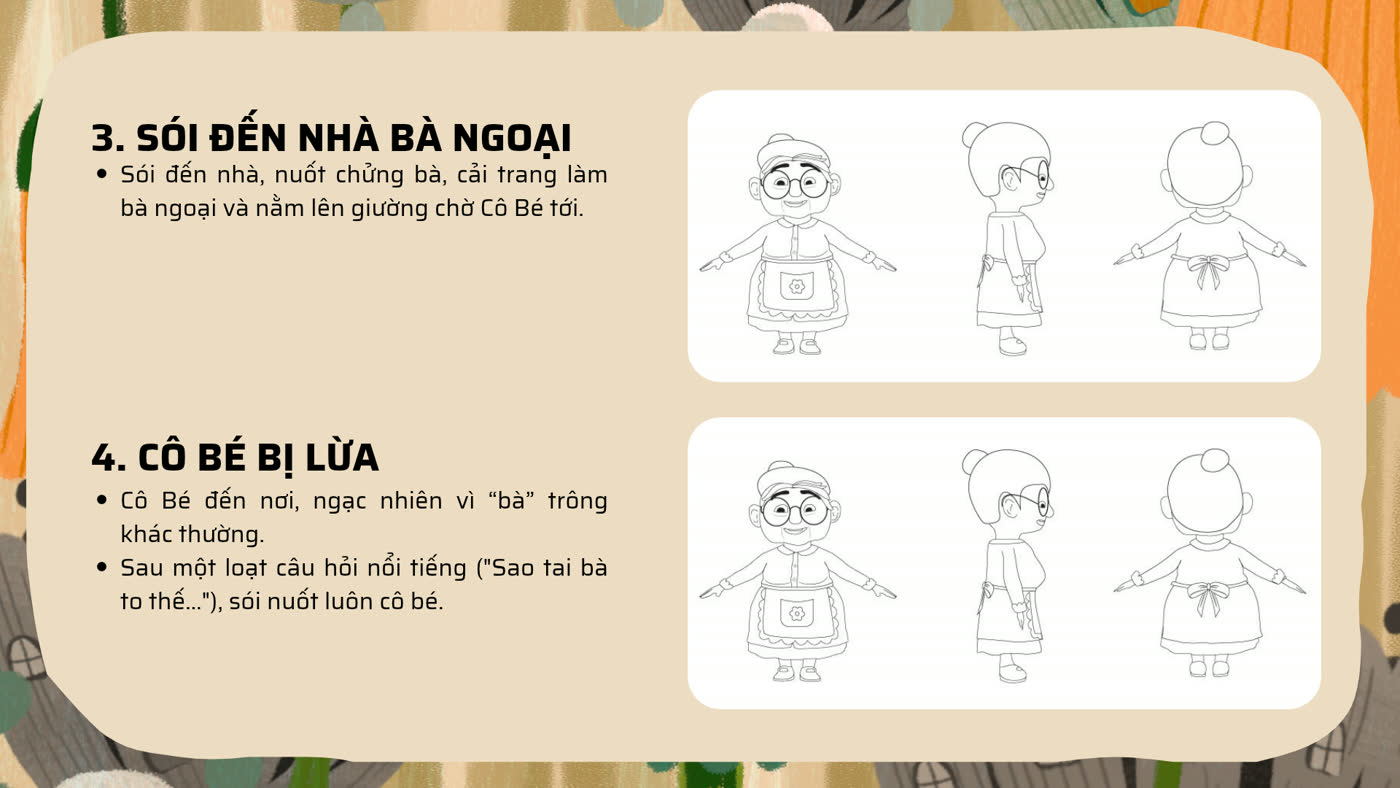 3. SÓI ĐẾN NHÀ BÀ NGOẠI
• Sói đến nhà, nuốt chửng bà, cải trang làm
bà ngoại và nằm lên giường chờ Cô Bé tới.
4. CÔ BÉ BỊ LỪA
• Cô Bé đến nơi, ngạc nhiên vì “bà” trông
khác thường.
• Sau một loạt câu hỏi nổi tiếng ("Sao tai bà
to thế..."), sói nuốt luôn cô bé.